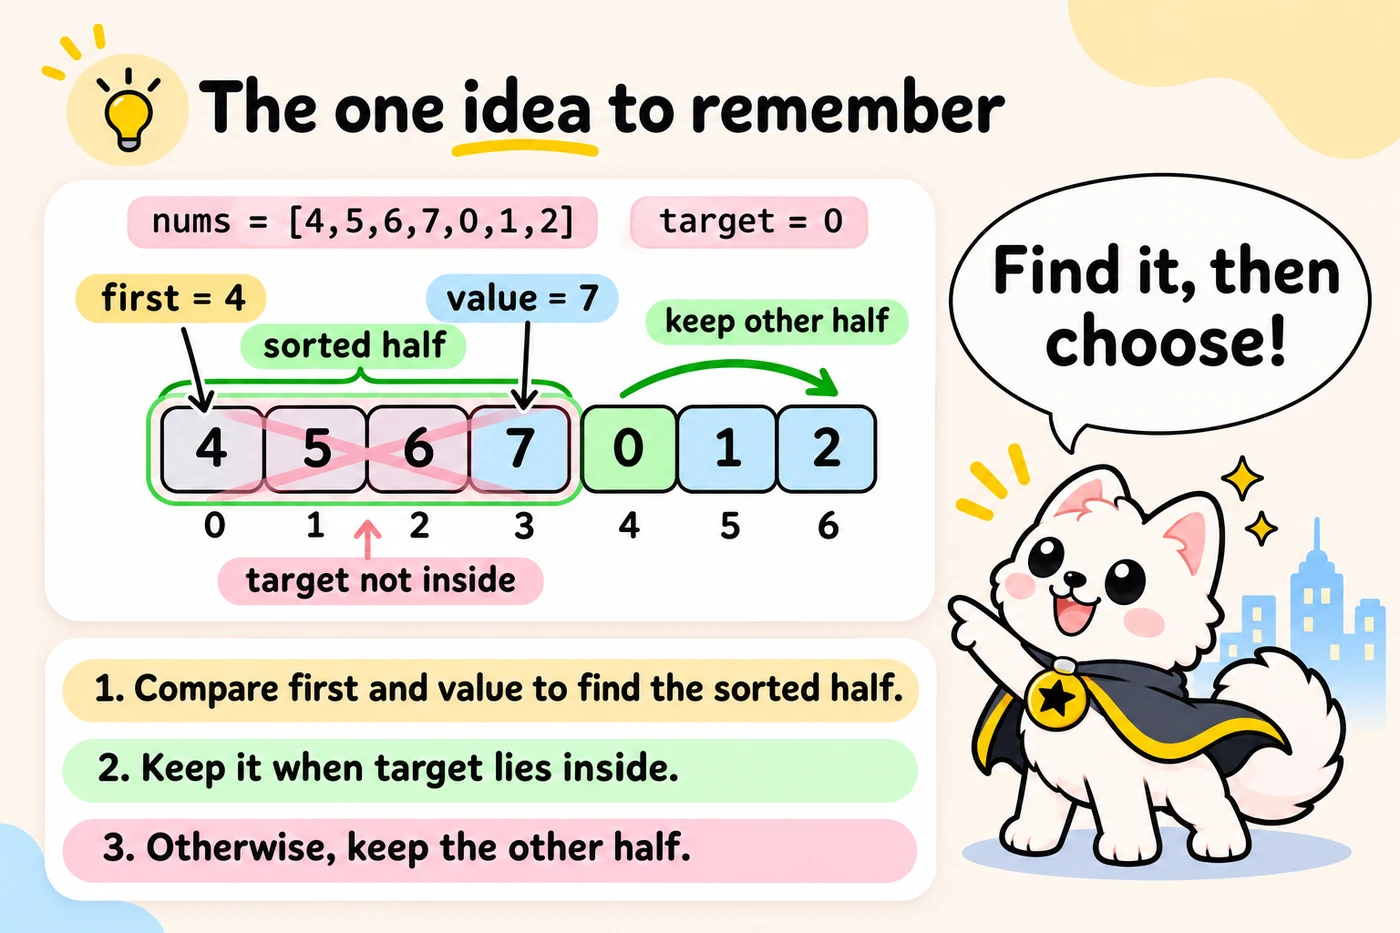 The one idea to remember
nums = [4,5,6,7,0,1,2]
target = 0
first = 4
value = 7
sorted half
keep other half
4 5 6 7 0 1 2
0 1 2 3 4 5 6
target not inside
Find it, then
choose!
1. Compare first and value to find the sorted half.
2. Keep it when target lies inside.
3. Otherwise, keep the other half.